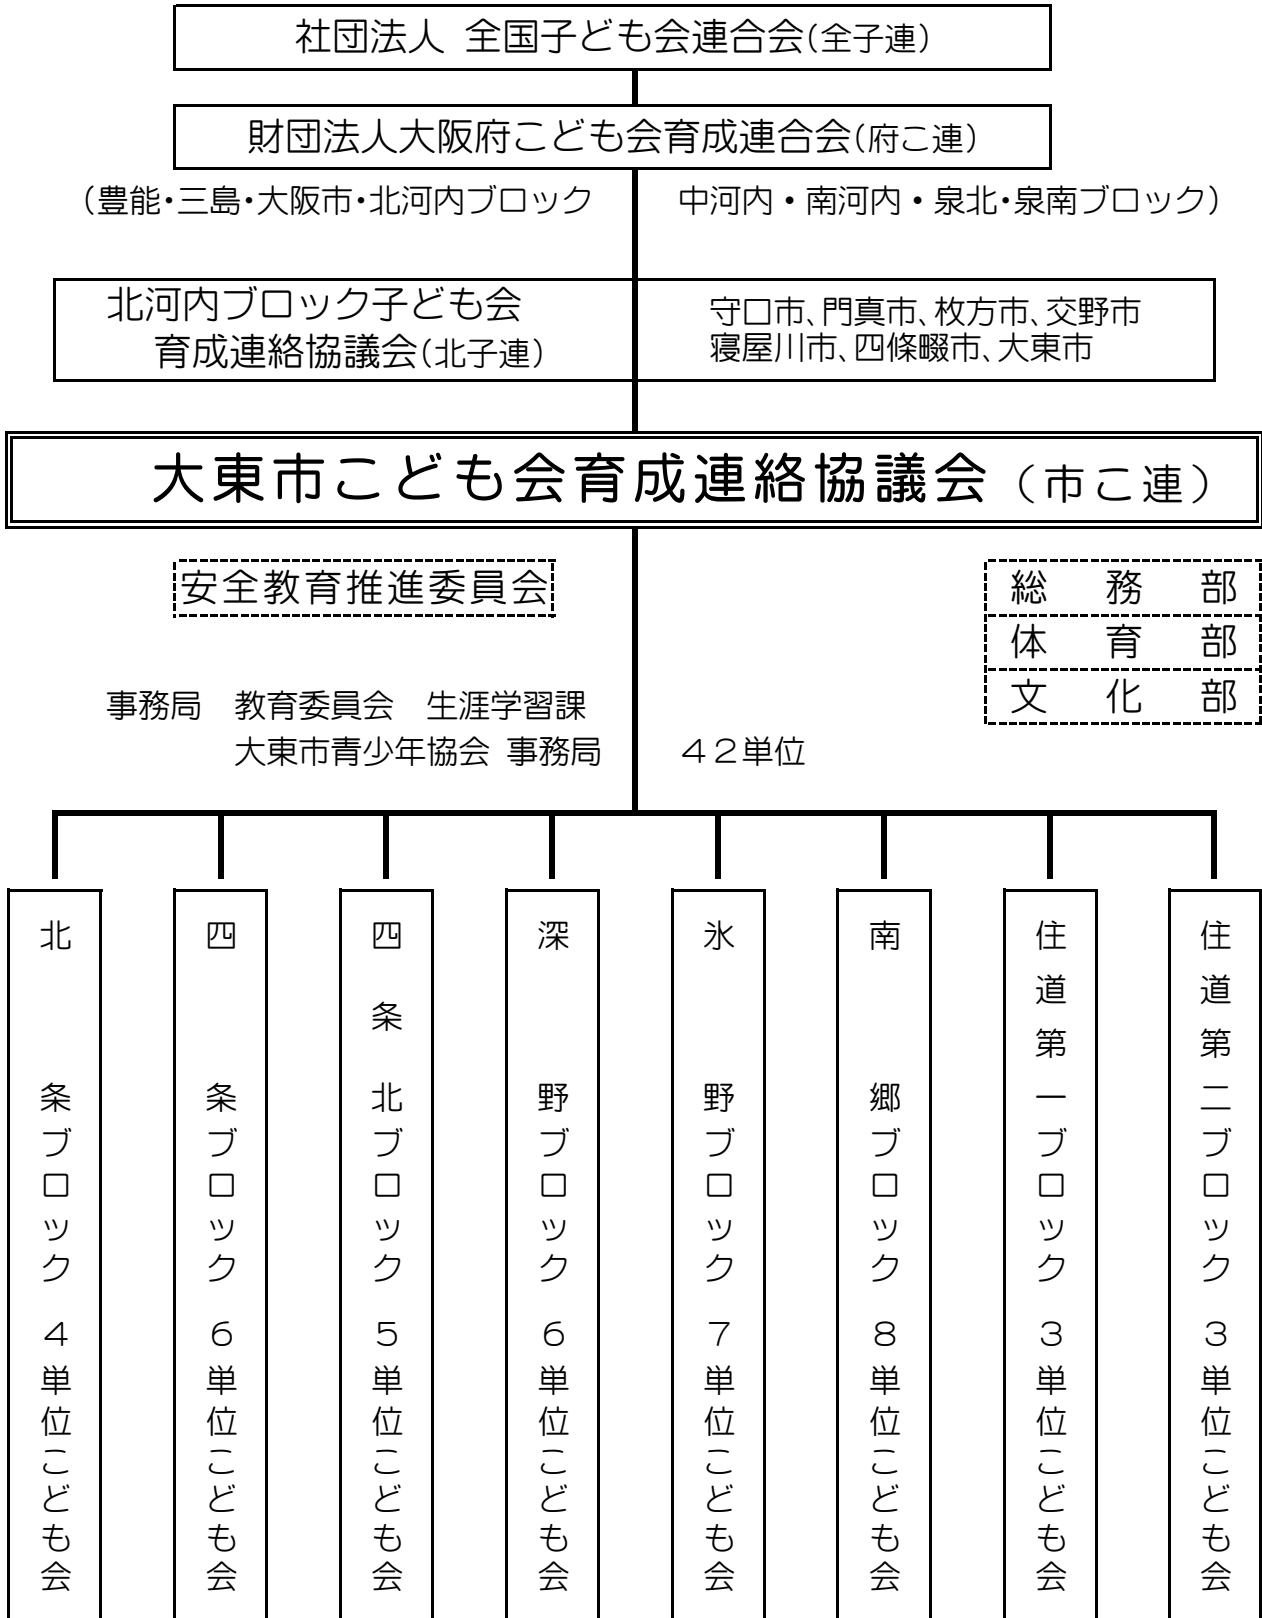 社団法人 全国子ども会連合会(全子連)
財団法人大阪府こども会育成連合会(府こ連)
(豊能･三島･大阪市･北河内ブロック 中河内・南河内・泉北･泉南ブロック)
北河内ブロック子ども会
育成連絡協議会(北子連)
守口市､門真市､枚方市､交野市
寝屋川市､四條畷市､大東市
大東市こども会育成連絡協議会(市こ連)
安全教育推進委員会
総務部
体育部
文化部
事務局 教育委員会 生涯学習課
大東市青少年協会 事務局 ４２単位
北条ブロック ４単位こども会
四条ブロック ６単位こども会
四条北ブロック ５単位こども会
深野ブロック ６単位こども会
氷野ブロック ７単位こども会
南郷ブロック ８単位こども会
住道第一ブロック ３単位こども会
住道第二ブロック ３単位こども会